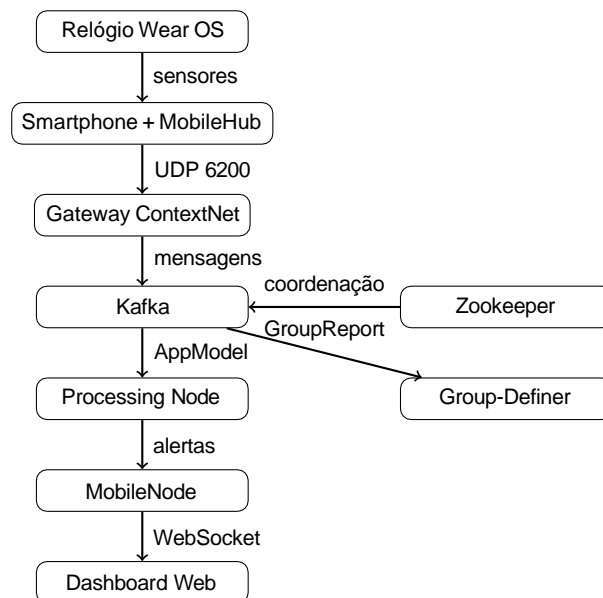 Relógio Wear OS
sensores
Smartphone + MobileHub
UDP 6200
Gateway ContextNet
mensagens
coordenação
Kafka
Zookeeper
GroupReport
AppModel
Processing Node
Group-Definer
alertas
MobileNode
WebSocket
Dashboard Web